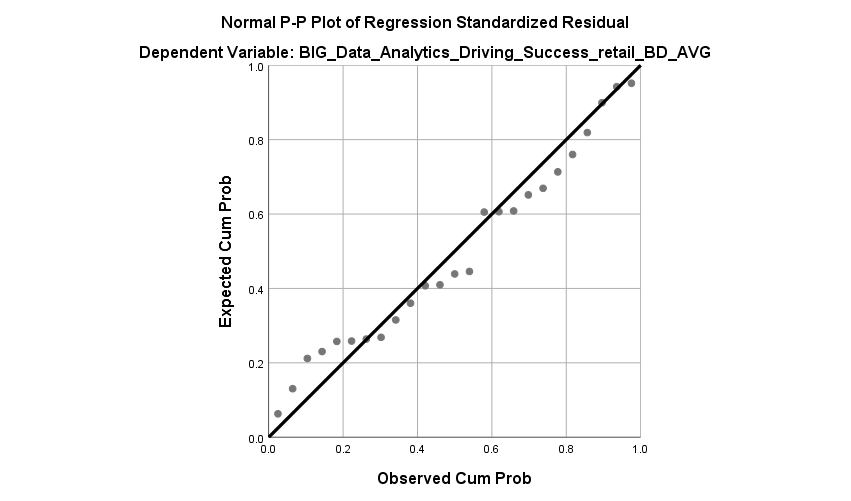 Normal P-P Plot of Regression Standardized Residual
Dependent Variable: BIG_Data_Analytics_Driving_Success_retail_BD_AVG
Expected Cum Prob
1.0
0.8
0.6
0.4
0.2
0.0
0.0 0.2 0.4 0.6 0.8 1.0
Observed Cum Prob